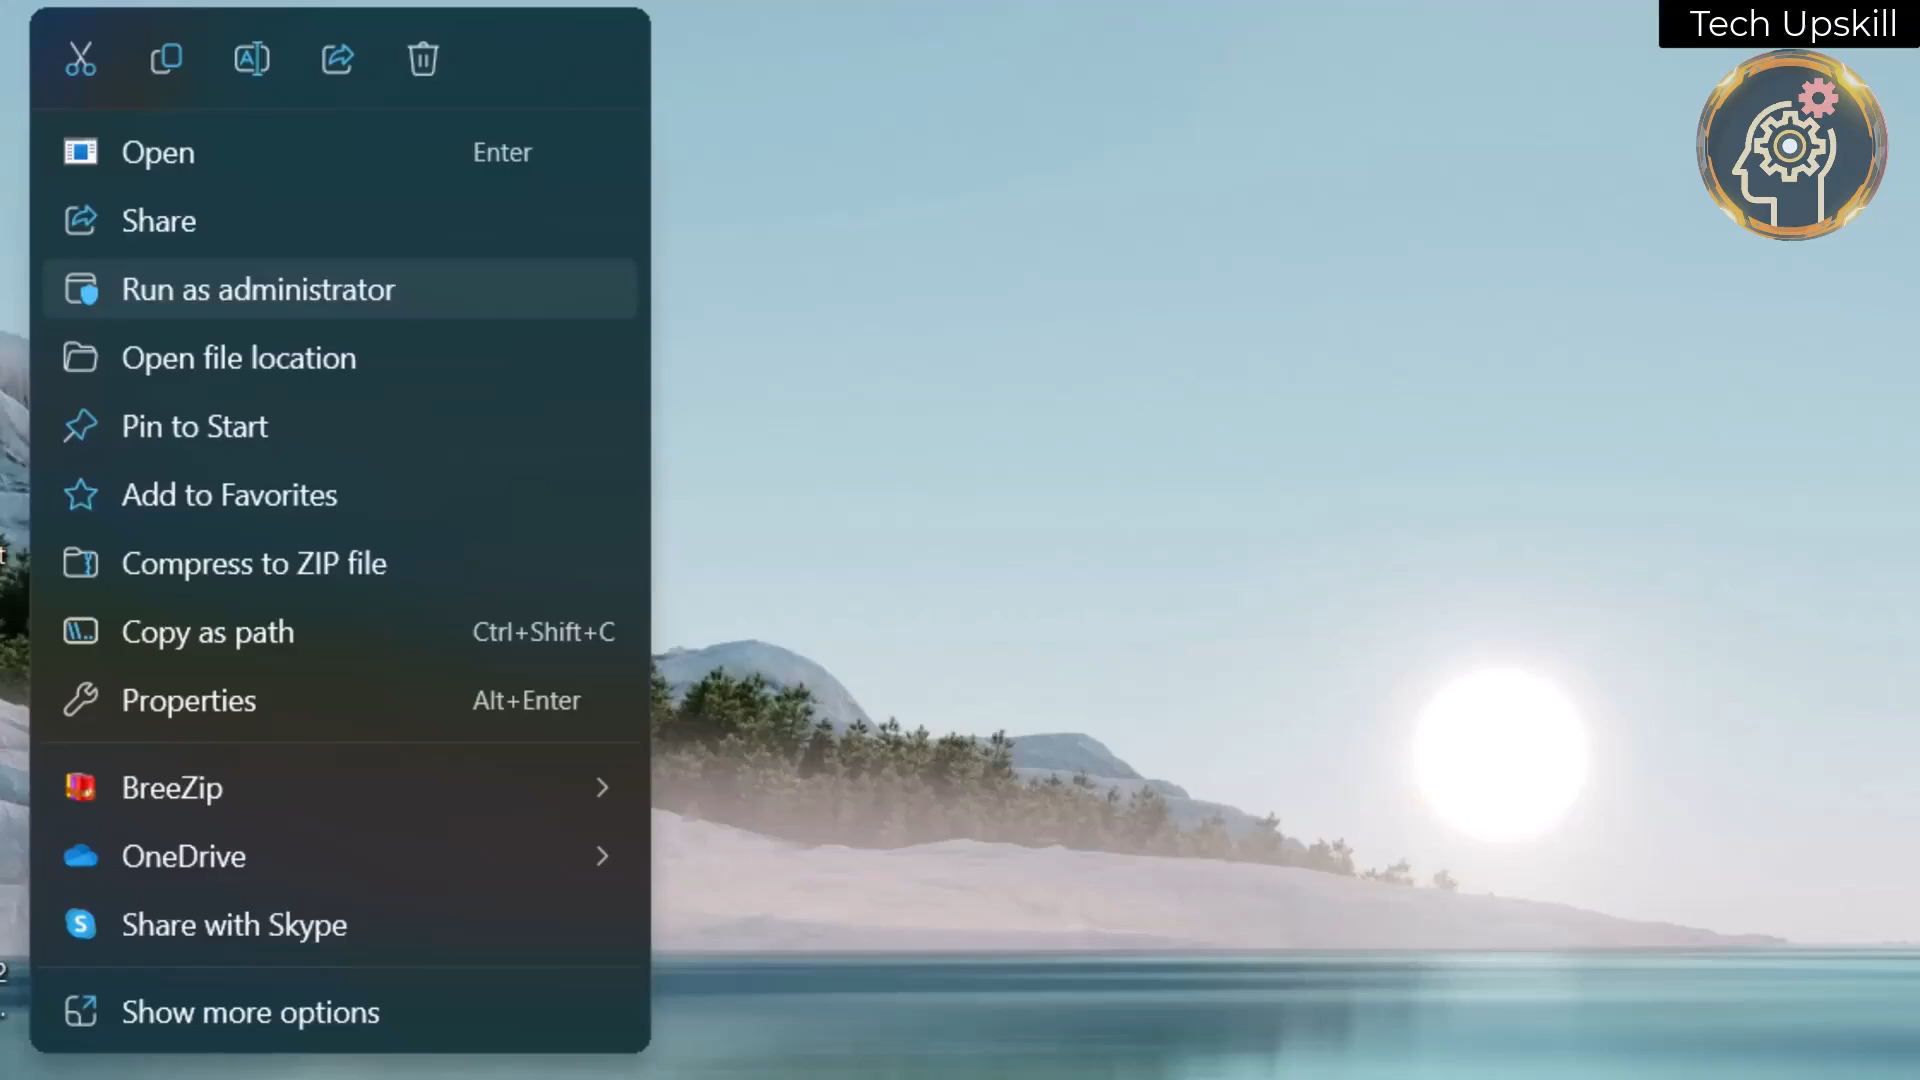 Tech Upskill
Open Enter
Share
Run as administrator
Open file location
Pin to Start
Add to Favorites
Compress to ZIP file
Copy as path Ctrl+Shift+C
Properties Alt+Enter
BreeZip
OneDrive
Share with Skype
Show more options